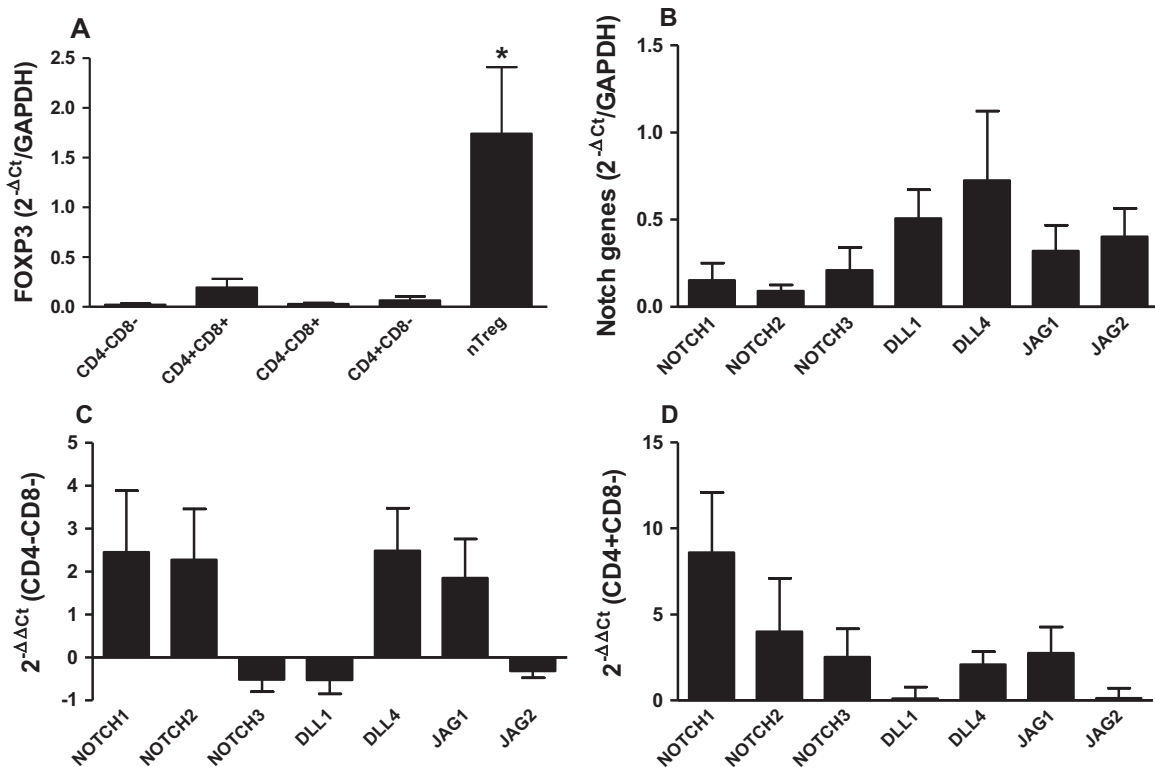 A
FOXP3 (2-ΔCt/GAPDH)
2.5
2.0
1.5
1.0
0.5
0.0
*
CD4-CD8-
CD4+CD8+
CD4-CD8+
CD4+CD8-
nTreg
B
Notch genes (2-ΔCt/GAPDH)
1.5
1.0
0.5
0.0
NOTCH1
NOTCH2
NOTCH3
DLL1
DLL4
JAG1
JAG2
C
2-ΔΔCt (CD4-CD8-)
5
4
3
2
1
0
-1
NOTCH1
NOTCH2
NOTCH3
DLL1
DLL4
JAG1
JAG2
D
2-ΔΔCt (CD4+CD8-)
15
10
5
0
NOTCH1
NOTCH2
NOTCH3
DLL1
DLL4
JAG1
JAG2